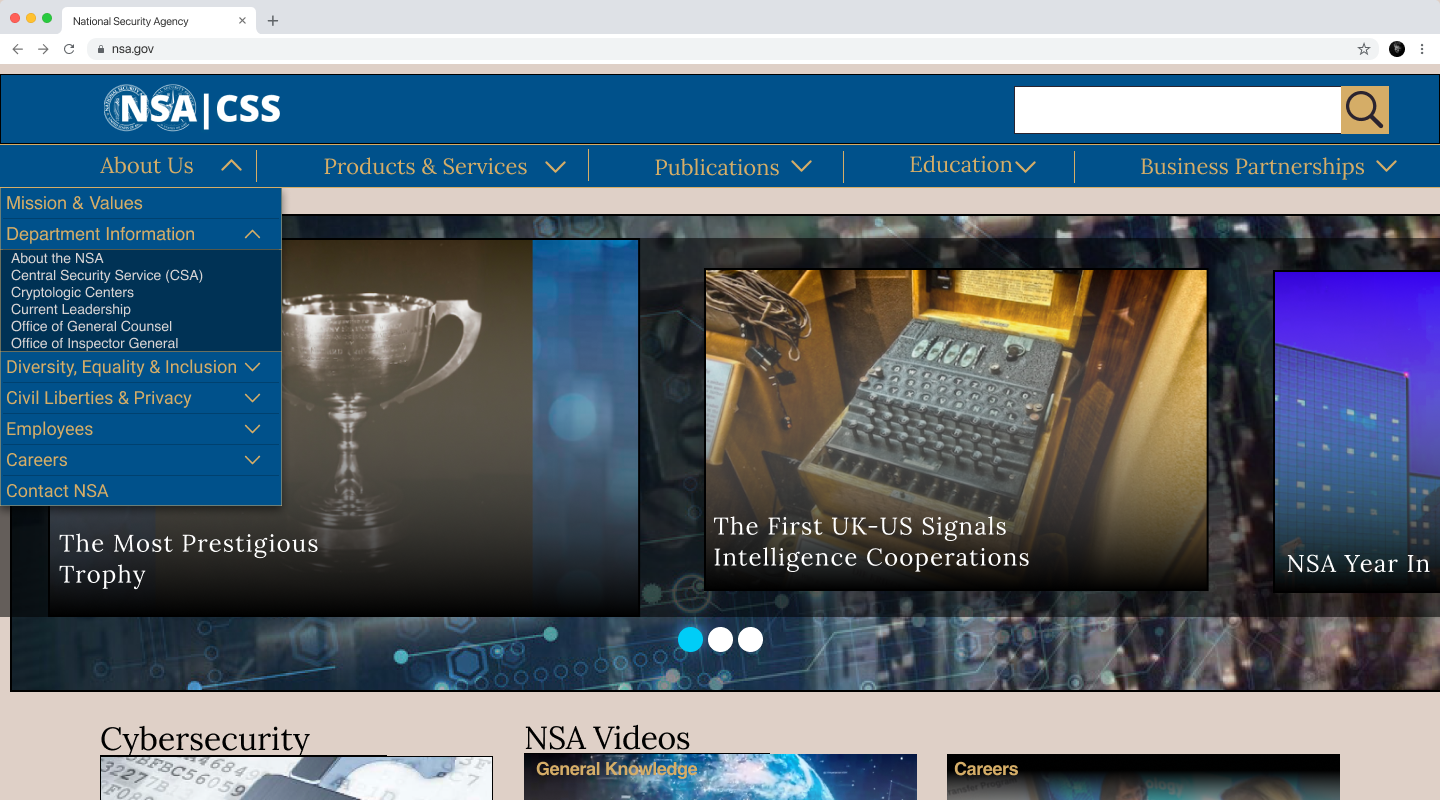 National Security Agency
nsa.gov
NSA|CSS
About Us
Products & Services
Publications
Education
Business Partnerships
Mission & Values
Department Information
About the NSA
Central Security Service (CSA)
Cryptologic Centers
Current Leadership
Office of General Counsel
Office of Inspector General
Diversity, Equality & Inclusion
Civil Liberties & Privacy
Employees
Careers
Contact NSA
The Most Prestigious
Trophy
The First UK-US Signals
Intelligence Cooperations
NSA Year In
Cybersecurity
NSA Videos
General Knowledge
Careers